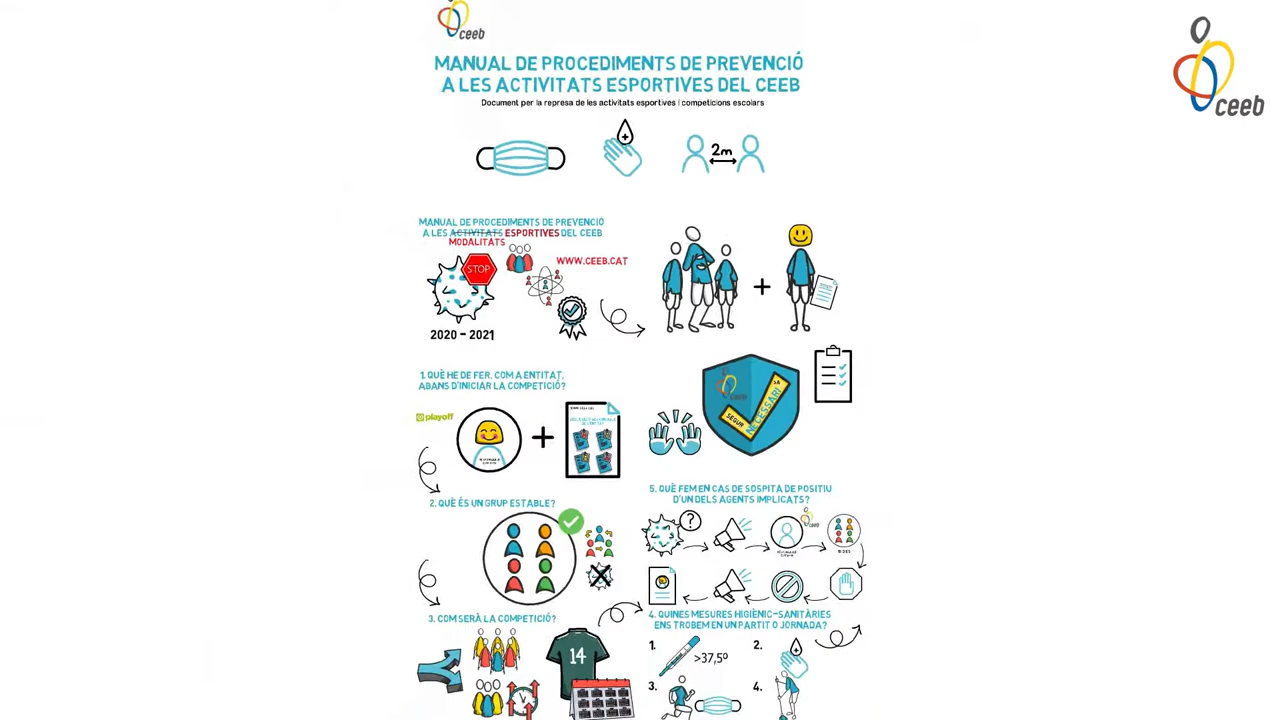 ceeb
ceeb
MANUAL DE PROCEDIMENTS DE PREVENCIÓ
A LES ACTIVITATS ESPORTIVES DEL CEEB
Document per la represa de les activitats esportives i competicions escolars
2m
MANUAL DE PROCEDIMENTS DE PREVENCIÓ
A LES ACTIVITATS ESPORTIVES DEL CEEB
MODALITATS
STOP
WWW.CEEB.CAT
2020 - 2021
1. QUÈ HE DE FER, COM A ENTITAT,
ABANS D'INICIAR LA COMPETICIÓ?
playoff
ceeb
SEGUR
NECESSARI
SA
2. QUÈ ÉS UN GRUP ESTABLE?
3. COM SERÀ LA COMPETICIÓ?
14
5. QUÈ FEM EN CAS DE SOSPITA DE POSITIU
D'UN DELS AGENTS IMPLICATS?
?
ceeb
4. QUINES MESURES HIGIÈNIC-SANITÀRIES
ENS TROBEM EN UN PARTIT O JORNADA?
1.
>37,5º
2.
3.
4.